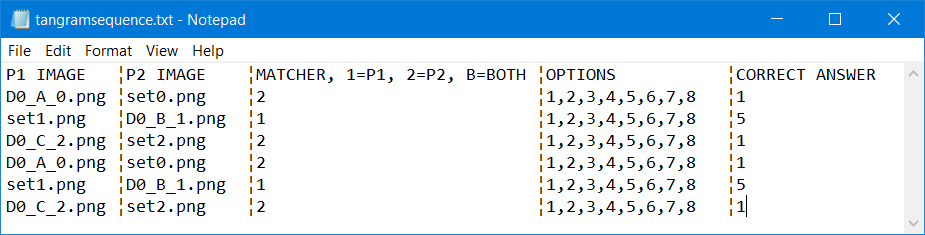 tangramsequence.txt - Notepad
File Edit Format View Help
P1 IMAGE ¦P2 IMAGE ¦MATCHER, 1=P1, 2=P2, B=BOTH ¦OPTIONS ¦CORRECT ANSWER
D0_A_0.png ¦set0.png ¦2 ¦1,2,3,4,5,6,7,8 ¦1
set1.png ¦D0_B_1.png ¦1 ¦1,2,3,4,5,6,7,8 ¦5
D0_C_2.png ¦set2.png ¦2 ¦1,2,3,4,5,6,7,8 ¦1
D0_A_0.png ¦set0.png ¦2 ¦1,2,3,4,5,6,7,8 ¦1
set1.png ¦D0_B_1.png ¦1 ¦1,2,3,4,5,6,7,8 ¦5
D0_C_2.png ¦set2.png ¦2 ¦1,2,3,4,5,6,7,8 ¦1